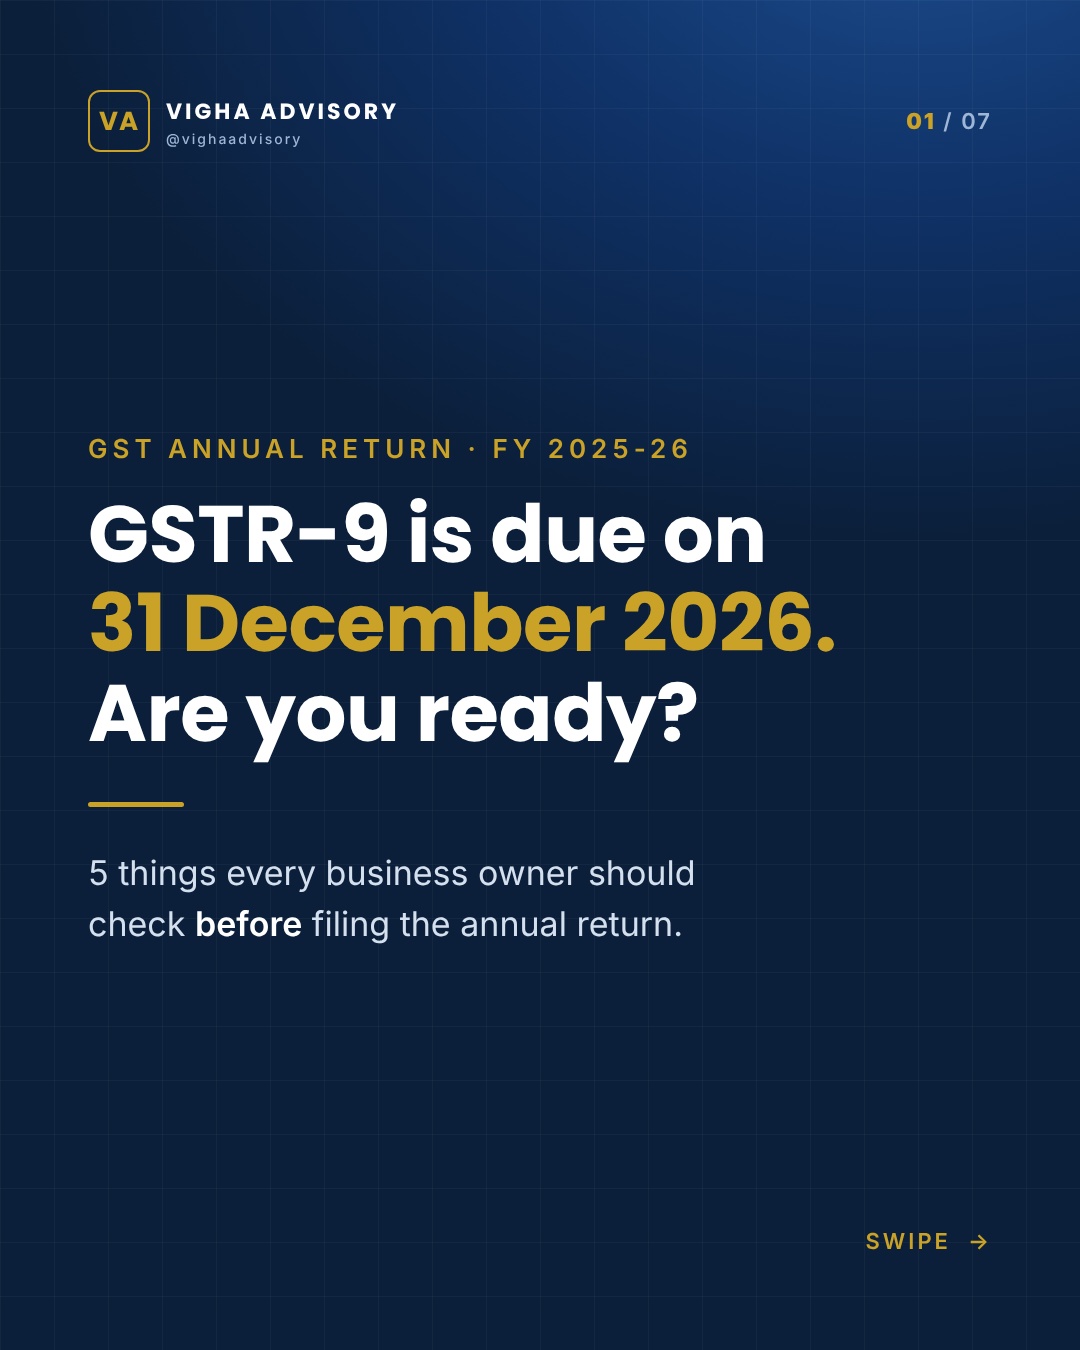 VA
VIGHA ADVISORY
@vighaadvisory
01 / 07
GST ANNUAL RETURN · FY 2025-26
GSTR-9 is due on
31 December 2026.
Are you ready?
5 things every business owner should
check before filing the annual return.
SWIPE →